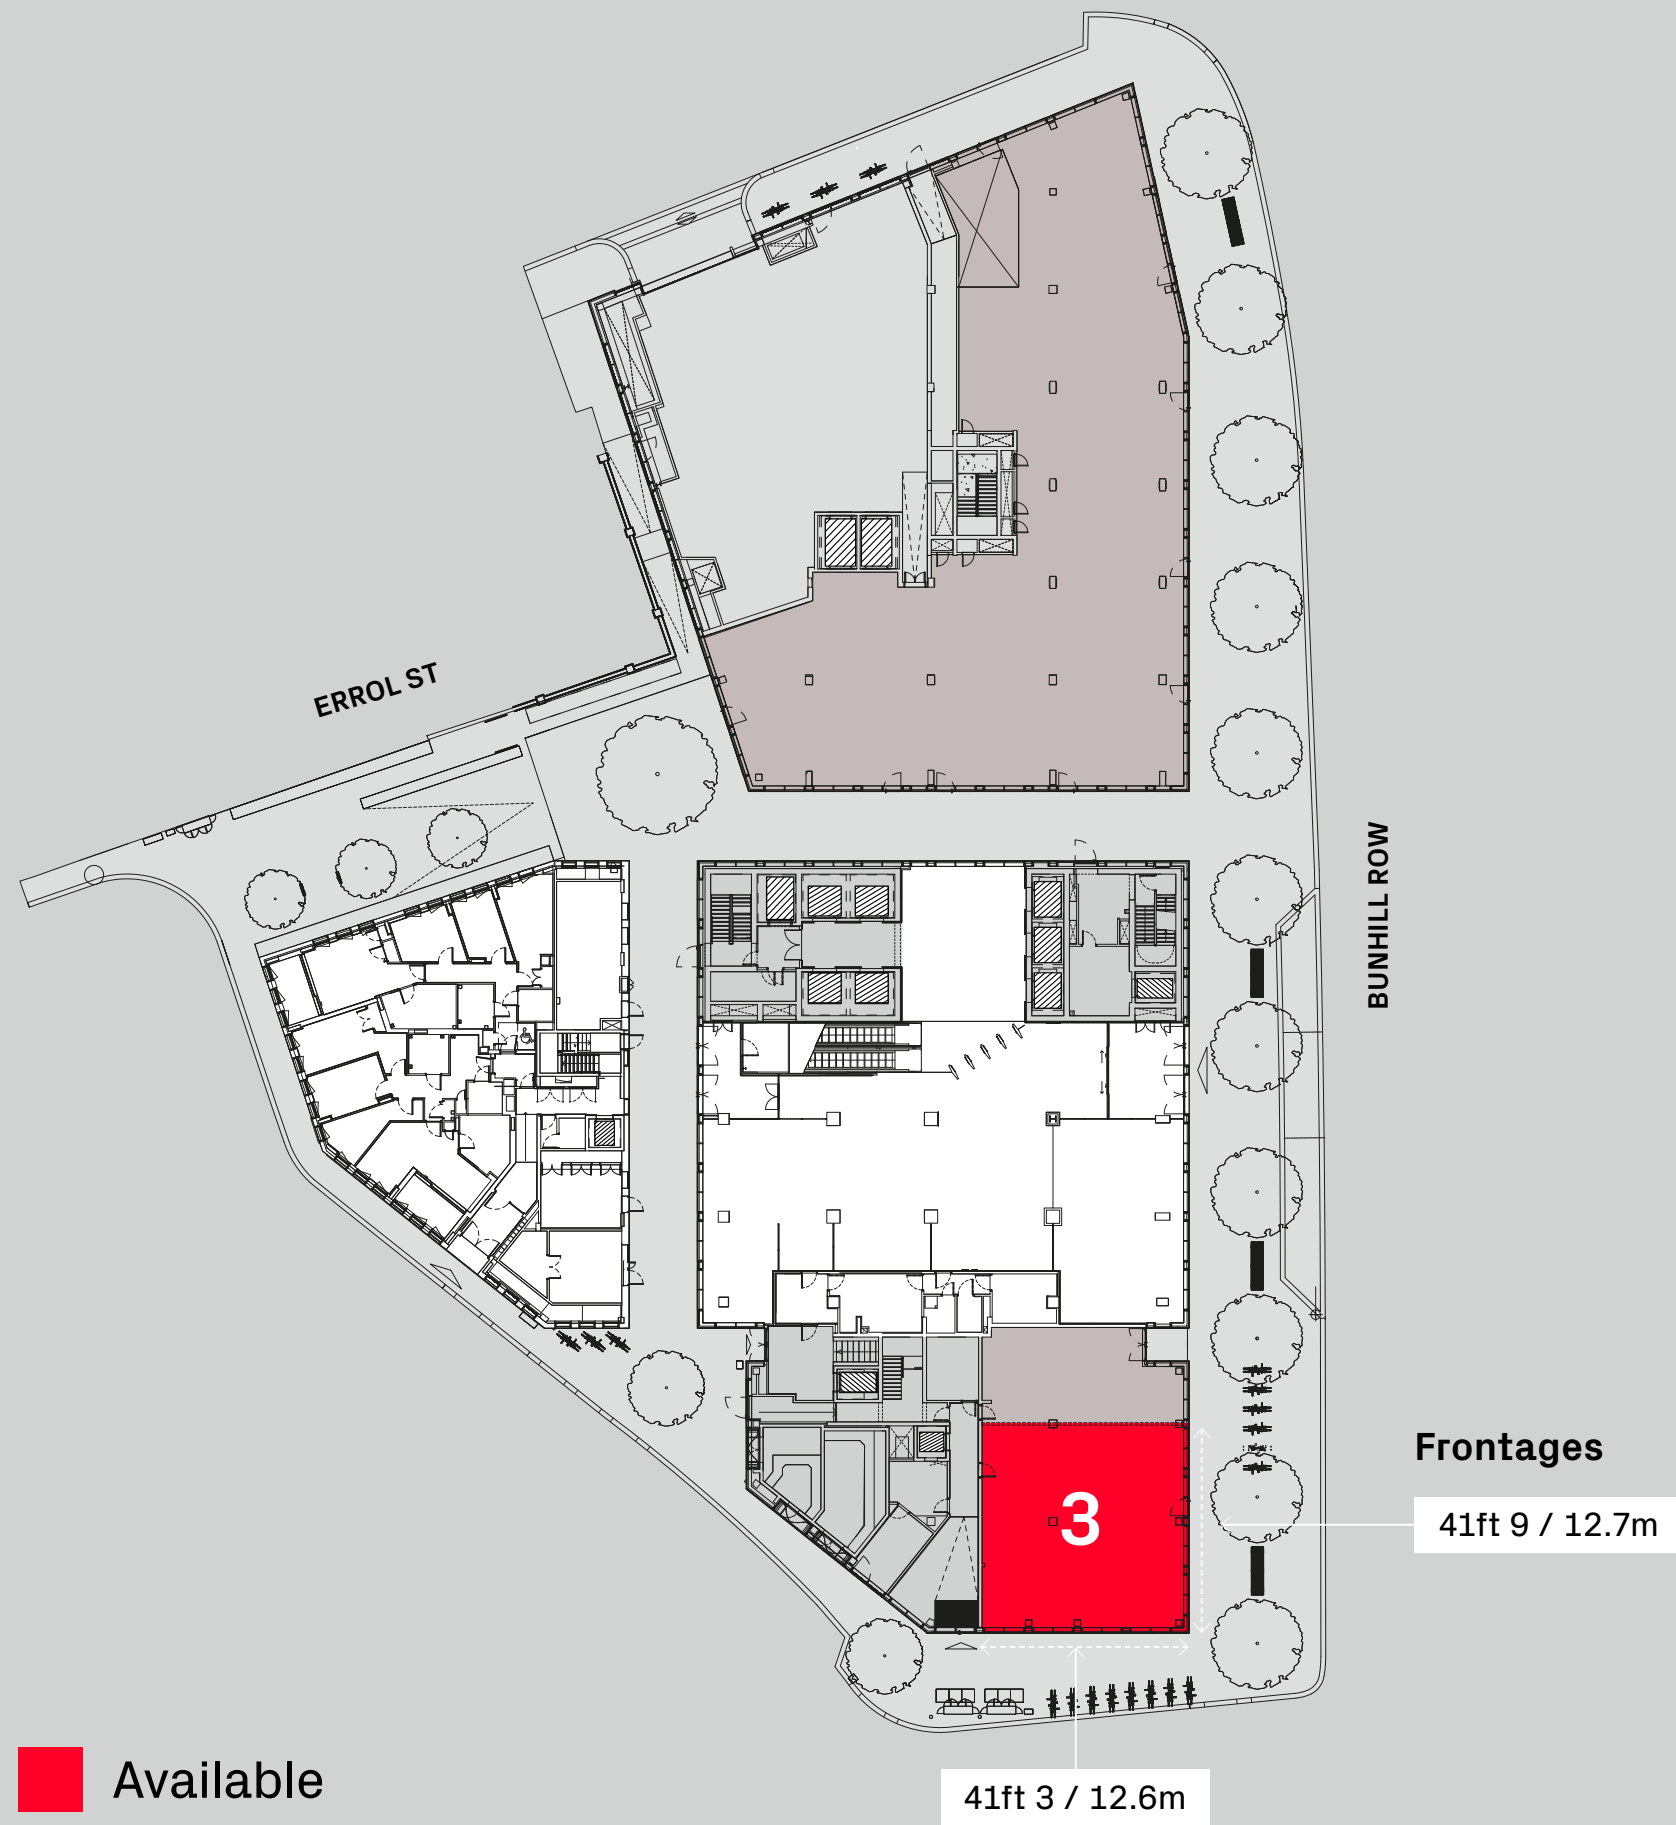 ERROL ST
BUNHILL ROW
Frontages
41ft 9 / 12.7m
3
41ft 3 / 12.6m
Available